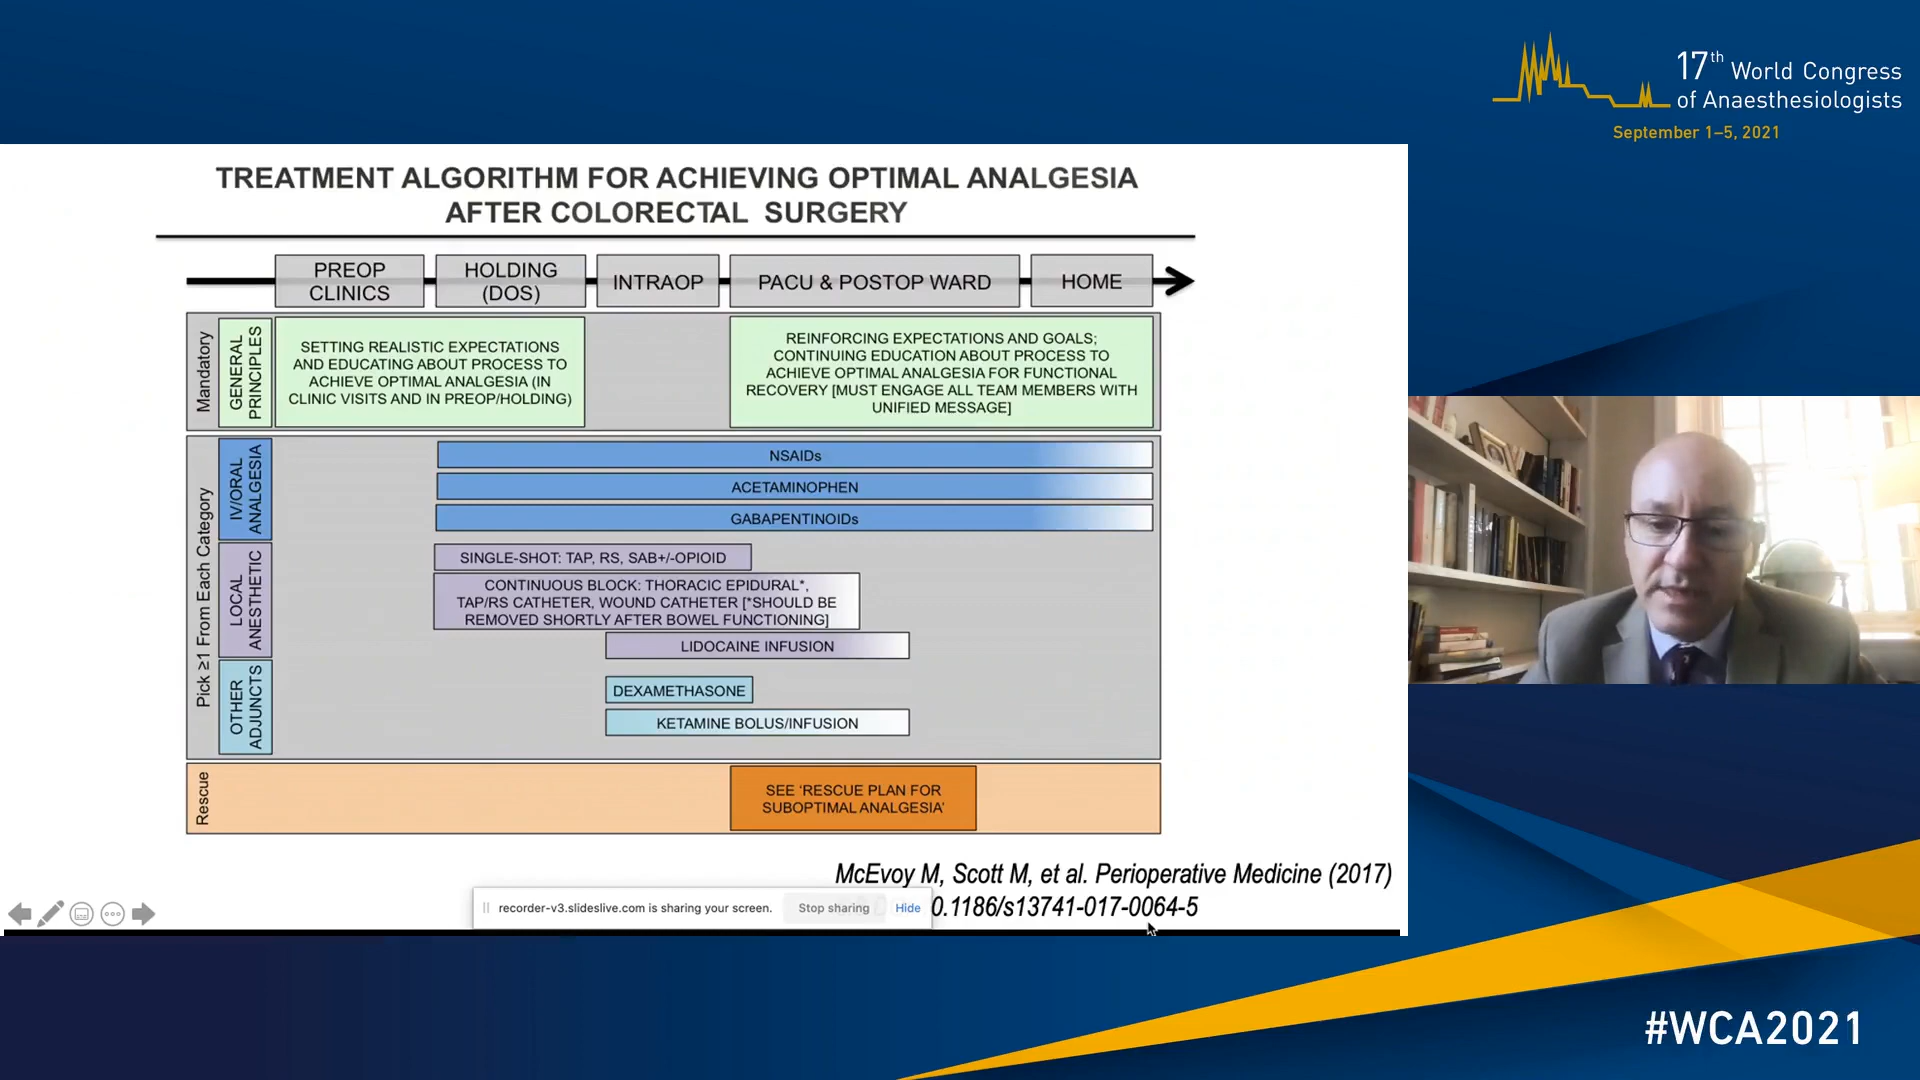 17th World Congress
of Anaesthesiologists
September 1–5, 2021
TREATMENT ALGORITHM FOR ACHIEVING OPTIMAL ANALGESIA
AFTER COLORECTAL SURGERY
PREOP
CLINICS
HOLDING
(DOS)
INTRAOP
PACU & POSTOP WARD
HOME
Mandatory
GENERAL
PRINCIPLES
SETTING REALISTIC EXPECTATIONS
AND EDUCATING ABOUT PROCESS TO
ACHIEVE OPTIMAL ANALGESIA (IN
CLINIC VISITS AND IN PREOP/HOLDING)
REINFORCING EXPECTATIONS AND GOALS;
CONTINUING EDUCATION ABOUT PROCESS TO
ACHIEVE OPTIMAL ANALGESIA FOR FUNCTIONAL
RECOVERY [MUST ENGAGE ALL TEAM MEMBERS WITH
UNIFIED MESSAGE]
Pick ≥1 From Each Category
IV/ORAL
ANALGESIA
NSAIDs
ACETAMINOPHEN
GABAPENTINOIDs
LOCAL
ANESTHETIC
SINGLE-SHOT: TAP, RS, SAB+/-OPIOID
CONTINUOUS BLOCK: THORACIC EPIDURAL*,
TAP/RS CATHETER, WOUND CATHETER [*SHOULD BE
REMOVED SHORTLY AFTER BOWEL FUNCTIONING]
LIDOCAINE INFUSION
OTHER
ADJUNCTS
DEXAMETHASONE
KETAMINE BOLUS/INFUSION
Rescue
SEE ‘RESCUE PLAN FOR
SUBOPTIMAL ANALGESIA’
McEvoy M, Scott M, et al. Perioperative Medicine (2017)
0.1186/s13741-017-0064-5
recorder-v3.slideslive.com is sharing your screen.
Stop sharing
Hide
#WCA2021